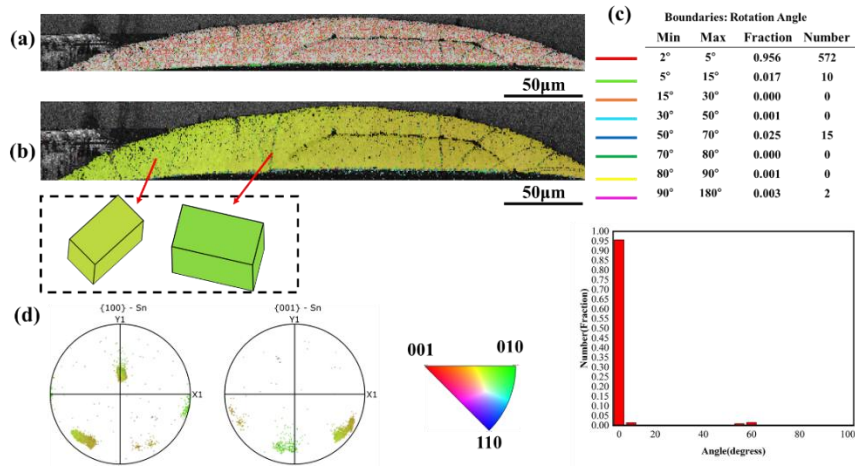 (a)
50μm
(b)
50μm
(c)
Boundaries: Rotation Angle
Min Max Fraction Number
2° 5° 0.956 572
5° 15° 0.017 10
15° 30° 0.000 0
30° 50° 0.001 0
50° 70° 0.025 15
70° 80° 0.000 0
80° 90° 0.001 0
90° 180° 0.003 2
(d)
{100} - Sn
Y1
X1
{001} - Sn
Y1
X1
001
010
110
Number(Fraction)
1.00
0.95
0.90
0.85
0.80
0.75
0.70
0.65
0.60
0.55
0.50
0.45
0.40
0.35
0.30
0.25
0.20
0.15
0.10
0.05
0.00
0 20 40 60 80 100
Angle(degress)